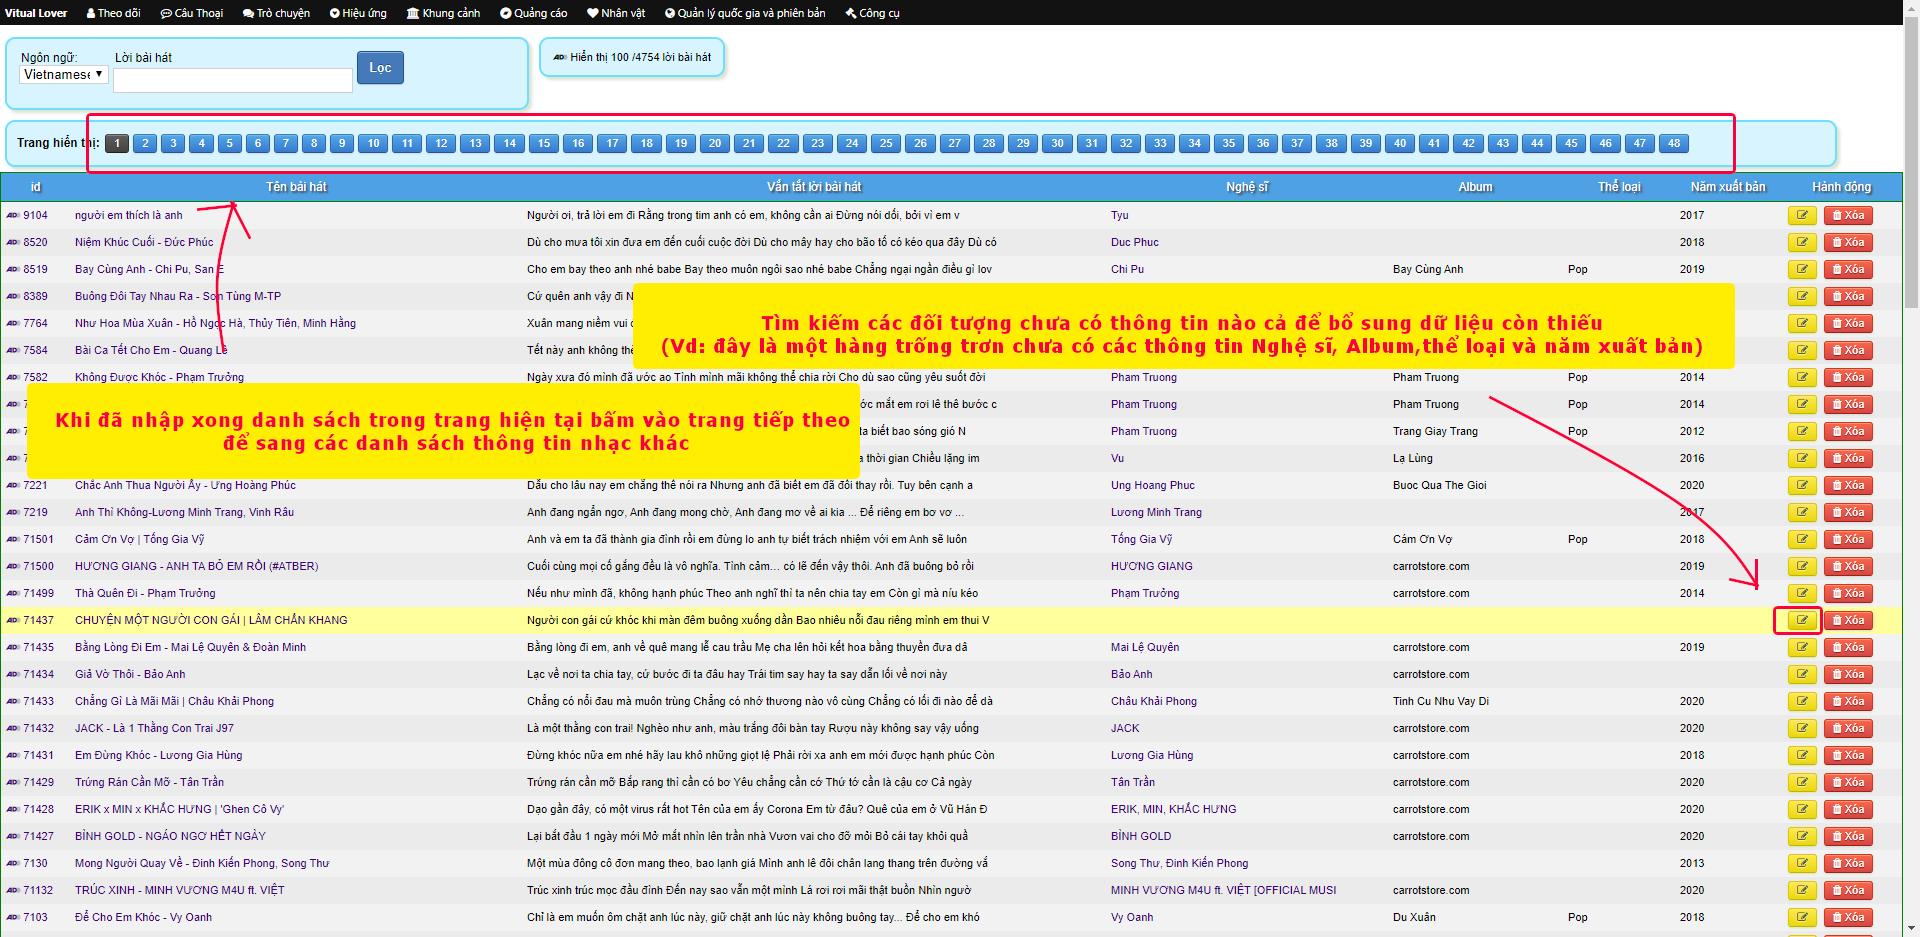 Vitual Lover Theo dõi Câu Thoại Trò chuyện Hiệu ứng Khung cảnh Quảng cáo Nhân vật Quản lý quốc gia và phiên bản Công cụ
Ngôn ngữ: Lời bài hát
Vietnamese Lọc
Hiển thị 100 /4754 lời bài hát
Trang hiển thị: 1 2 3 4 5 6 7 8 9 10 11 12 13 14 15 16 17 18 19 20 21 22 23 24 25 26 27 28 29 30 31 32 33 34 35 36 37 38 39 40 41 42 43 44 45 46 47 48
id Tên bài hát Vắn tắt lời bài hát Nghệ sĩ Album Thể loại Năm xuất bản Hành động
9104 người em thích là anh Người ơi, trả lời em đi Rằng trong tim anh có em, không cần ai Đừng nói dối, bởi vì em v Tyu 2017 Xóa
8520 Niệm Khúc Cuối - Đức Phúc Dù cho mưa tôi xin đưa em đến cuối cuộc đời Dù cho mây hay cho bão tố có kéo qua đây Dù có Duc Phuc 2018 Xóa
8519 Bay Cùng Anh - Chi Pu, San E Cho em bay theo anh nhé babe Bay theo muôn ngôi sao nhé babe Chẳng ngại ngần điều gì lov Chi Pu Bay Cùng Anh Pop 2019 Xóa
8389 Buông Đôi Tay Nhau Ra - Sơn Tùng M-TP Cứ quên anh vậy đi N Xóa
Tìm kiếm các đối tượng chưa có thông tin nào cả để bổ sung dữ liệu còn thiếu
(Vd: đây là một hàng trống trơn chưa có các thông tin Nghệ sĩ, Album,thể loại và năm xuất bản)
7764 Như Hoa Mùa Xuân - Hồ Ngọc Hà, Thủy Tiên, Minh Hằng Xuân mang niềm vui Xóa
7584 Bài Ca Tết Cho Em - Quang Lê Tết này anh không Xóa
7582 Không Được Khóc - Phạm Trưởng Ngày xưa đó mình đã ước ao Tình mình mãi không thể chia rời Cho dù sao cũng yêu suốt đời Pham Truong Pham Truong Pop 2014 Xóa
ớc mắt em rơi lê thê bước c Pham Truong Pham Truong Pop 2014 Xóa
Khi đã nhập xong danh sách trong trang hiện tại bấm vào trang tiếp theo
để sang các danh sách thông tin nhạc khác
ta biết bao sóng gió N Pham Truong Trang Giay Trang Pop 2012 Xóa
a thời gian Chiều lặng im Vu Lạ Lùng 2016 Xóa
7221 Chắc Anh Thua Người Ấy - Ưng Hoàng Phúc Dẫu cho lâu nay em chẳng thể nói ra Nhưng anh đã biết em đã đổi thay rồi. Tuy bên cạnh a Ung Hoang Phuc Buoc Qua The Gioi 2020 Xóa
7219 Anh Thì Không-Lương Minh Trang, Vinh Râu Anh đang ngẩn ngơ, Anh đang mong chờ, Anh đang mơ về ai kia ... Để riêng em bơ vơ ... Lương Minh Trang 2017 Xóa
71501 Cảm Ơn Vợ | Tống Gia Vỹ Anh và em ta đã thành gia đình rồi em đừng lo anh tự biết trách nhiệm với em Anh sẽ luôn Tống Gia Vỹ Cám Ơn Vợ Pop 2018 Xóa
71500 HƯƠNG GIANG - ANH TA BỎ EM RỒI (#ATBER) Cuối cùng mọi cố gắng đều là vô nghĩa. Tình cảm... có lẽ đến vậy thôi. Anh đã buông bỏ rồi HƯƠNG GIANG carrotstore.com 2019 Xóa
71499 Thà Quên Đi - Phạm Trưởng Nếu như mình đã, không hạnh phúc Theo anh nghĩ thì ta nên chia tay em Còn gì mà níu kéo Phạm Trưởng carrotstore.com 2014 Xóa
71437 CHUYỆN MỘT NGƯỜI CON GÁI | LÂM CHẤN KHANG Người con gái cứ khóc khi màn đêm buông xuống dần Bao nhiêu nỗi đau riêng mình em thui V Xóa
71435 Bằng Lòng Đi Em - Mai Lệ Quyên & Đoàn Minh Bằng lòng đi em, anh về quê mang lễ cau trầu Mẹ cha lên hỏi kết hoa bằng thuyền đưa dâ Mai Lệ Quyên carrotstore.com 2019 Xóa
71434 Giả Vờ Thôi - Bảo Anh Lạc về nơi ta chia tay, cứ bước đi ta đâu hay Trái tim say hay ta say dẫn lối về nơi này Bảo Anh carrotstore.com Xóa
71433 Chẳng Gì Là Mãi Mãi | Châu Khải Phong Chẳng có nổi đau mà muôn trùng Chẳng có nhớ thương nào vô cùng Chẳng có lối đi nào để dà Châu Khải Phong Tinh Cu Nhu Vay Di 2020 Xóa
71432 JACK - Là 1 Thằng Con Trai J97 Là một thằng con trai! Nghèo như anh, màu trắng đôi bàn tay Rượu này không say vậy uống JACK carrotstore.com 2020 Xóa
71431 Em Đừng Khóc - Lương Gia Hùng Đừng khóc nữa em nhé hãy lau khô những giọt lệ Phải rời xa anh em mới được hạnh phúc Còn Lương Gia Hùng carrotstore.com 2018 Xóa
71429 Trứng Rán Cần Mỡ - Tân Trần Trứng rán cần mỡ Bắp rang thì cần có bơ Yêu chẳng cần cớ Thứ tớ cần là cậu cơ Cả ngày Tân Trần carrotstore.com 2020 Xóa
71428 ERIK x MIN x KHẮC HƯNG | 'Ghen Cô Vy' Dạo gần đây, có một virus rất hot Tên của em ấy Corona Em từ đâu? Quê của em ở Vũ Hán Đ ERIK, MIN, KHẮC HƯNG carrotstore.com 2020 Xóa
71427 BÌNH GOLD - NGÁO NGƠ HẾT NGÀY Lại bắt đầu 1 ngày mới Mở mắt nhìn lên trần nhà Vươn vai cho đỡ mỏi Bỏ cái tay khỏi quầ BÌNH GOLD carrotstore.com 2020 Xóa
7130 Mong Người Quay Về - Đinh Kiến Phong, Song Thư Một mùa đông cô đơn mang theo, bao lạnh giá Mình anh lê đôi chân lang thang trên đường vắ Song Thư, Đinh Kiến Phong 2013 Xóa
71132 TRÚC XINH - MINH VƯƠNG M4U ft. VIỆT Trúc xinh trúc mọc đầu đình Đến nay sao vẫn một mình Lá rơi rơi mãi thật buồn Nhìn ngườ MINH VƯƠNG M4U ft. VIỆT [OFFICIAL MUSI carrotstore.com 2020 Xóa
7103 Để Cho Em Khóc - Vy Oanh Chỉ là em muốn ôm chặt anh lúc này, giữ chặt anh lúc này không buông tay... Để cho em khó Vy Oanh Du Xuân Pop 2018 Xóa